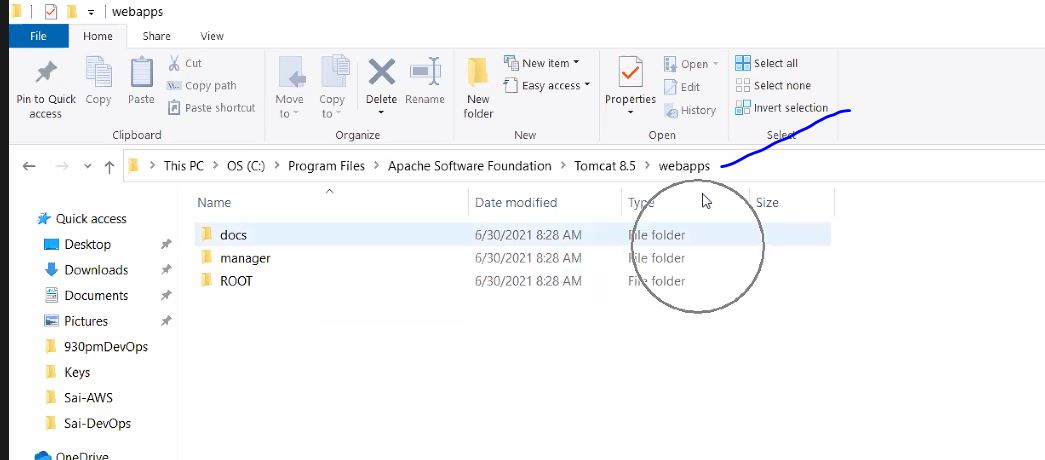 webapps
File Home Share View
Pin to Quick access
Copy
Paste
Cut
Copy path
Paste shortcut
Clipboard
Move to
Copy to
Delete
Rename
Organize
New folder
New item
Easy access
New
Properties
Open
Edit
History
Open
Select all
Select none
Invert selection
Select
This PC > OS (C:) > Program Files > Apache Software Foundation > Tomcat 8.5 > webapps
Name Date modified Type Size
docs 6/30/2021 8:28 AM File folder
manager 6/30/2021 8:28 AM File folder
ROOT 6/30/2021 8:28 AM File folder
Quick access
Desktop
Downloads
Documents
Pictures
930pmDevOps
Keys
Sai-AWS
Sai-DevOps
OneDrive